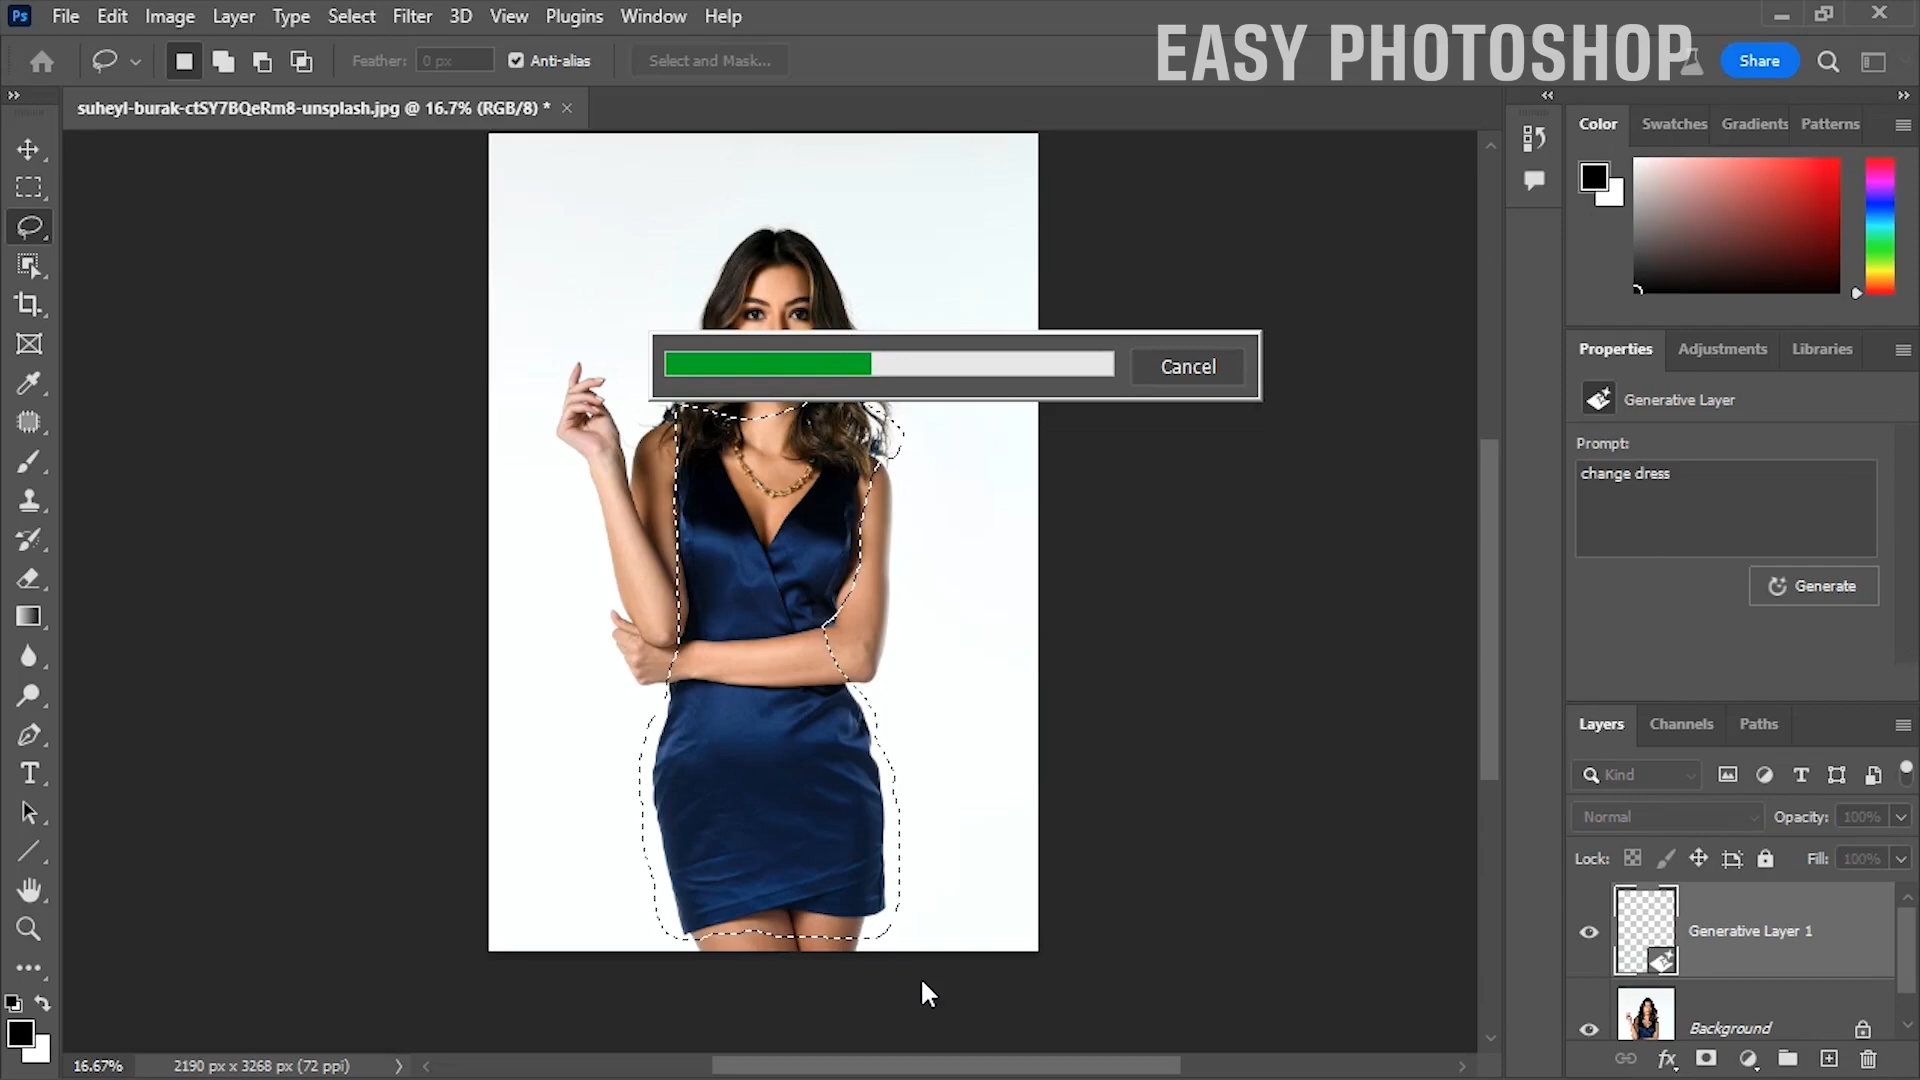 Ps File Edit Image Layer Type Select Filter 3D View Plugins Window Help
EASY PHOTOSHOP
Feather: 0 px Anti-alias Select and Mask... Share
suheyl-burak-ctSY7BQeRm8-unsplash.jpg @ 16.7% (RGB/8) *
Color Swatches Gradients Patterns
Cancel
Properties Adjustments Libraries
Generative Layer
Prompt:
change dress
Generate
Layers Channels Paths
Kind
Normal Opacity: 100%
Lock: Fill: 100%
Generative Layer 1
Background
16.67% 2190 px x 3268 px (72 ppi)